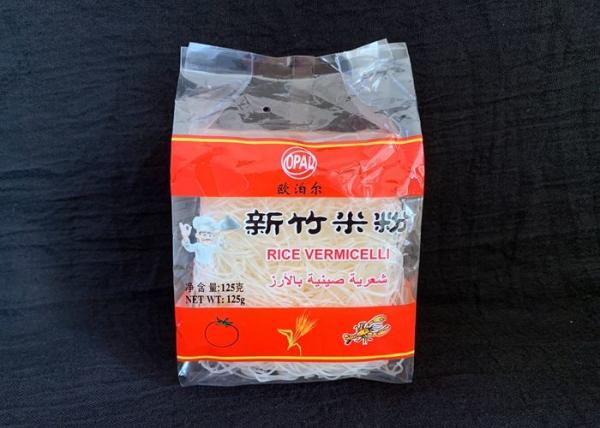 OPAL
欧泊尔
新竹米粉
RICE VERMICELLI
شعرية صينية بالأرز
净含量:125克
NET WT: 125g